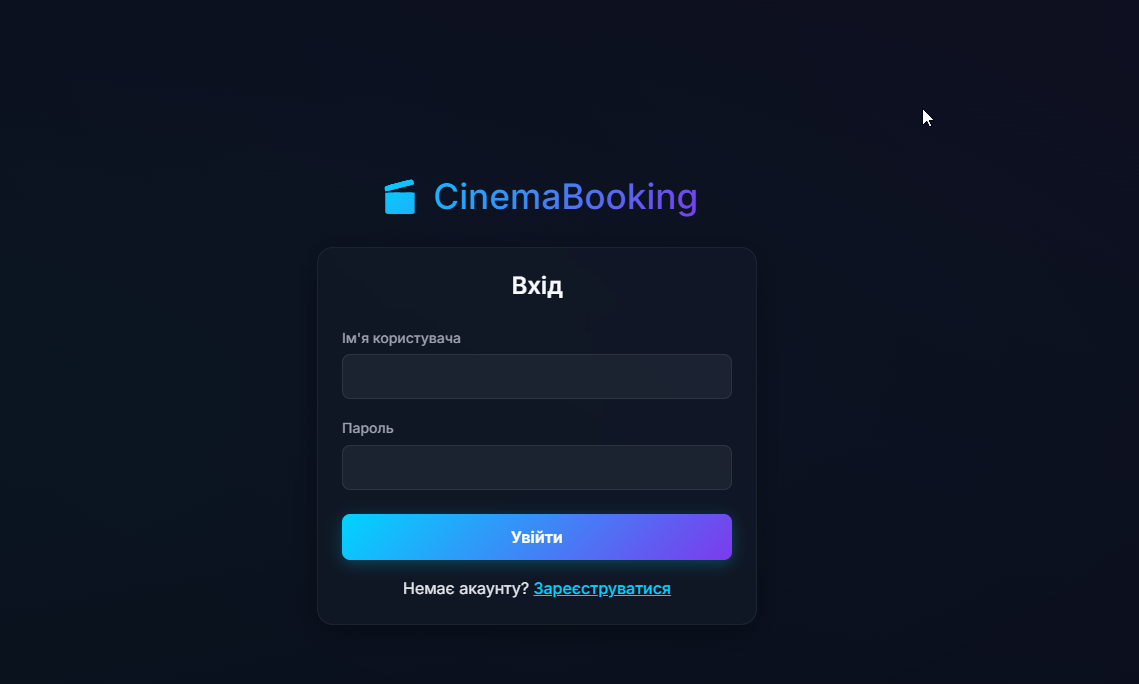 CinemaBooking
Вхід
Ім'я користувача
Пароль
Увійти
Немає акаунту? Зареєструватися